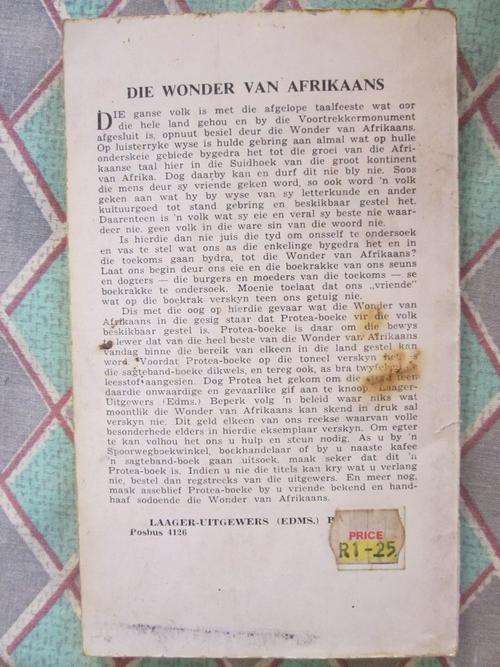 DIE WONDER VAN AFRIKAANS
DIE ganse volk is met die afgelope taalfeeste wat oor
die hele land gehou en by die Voortrekkermonument
afgesluit is, opnuut besiel deur die Wonder van Afrikaans.
Op luisterryke wyse is hulde gebring aan almal wat op hulle
onderskeie gebiede bygedra het tot die groei van die Afri-
kaanse taal hier in die Suidhoek van die groot kontinent
van Afrika. Dog daarby kan en durf dit nie bly nie. Soos
die mens deur sy vriende geken word, so ook word 'n volk
geken aan wat hy by wyse van sy letterkunde en ander
kultuurgoed tot stand gebring en beskikbaar gestel het.
Daarenteen is 'n volk wat sy eie en veral sy beste nie waar-
deer nie, geen volk in die ware sin van die woord nie.
Is hierdie dan nie juis die tyd om onsself te ondersoek
en vas te stel wat ons as die enkelinge bygedra het en in
die toekoms gaan bydra, tot die Wonder van Afrikaans?
Laat ons begin deur ons eie en die boekrakke van ons seuns
en dogters — die burgers en moeders van die toekoms — se
boekrakke te ondersoek. Moenie toelaat dat ons „vriende"
wat op die boekrak verskyn teen ons getuig nie.
Dis met die oog op hierdie gevaar wat die Wonder van
Afrikaans in die gesig staar dat Protea-boeke vir die volk
beskikbaar gestel is. Protea-boeke is daar om die bewys
te lewer dat van die heel beste van die Wonder van Afrikaans
vandag binne die bereik van elkeen in die land gestel kan
word. Voordat Protea-boeke op die toneel verskyn het, is
die sagteband-boeke dikwels, en tereg ook, as bra
leesstof aangesien. Dog Protea het gekom om die teen
daardie onwaardige en gevaarlike gif aan te knoop. Laager-
Uitgewers (Edms.) Beperk volg 'n beleid waar niks wat
moontlik die Wonder van Afrikaans kan skend in druk sal
verskyn nie. Dit geld elkeen van ons reekse waarvan volle
besonderhede elders in hierdie eksemplaar verskyn. Om egter
te kan volhou het ons u hulp en steun nodig. As u by 'n
Spoorwegboekwinkel, boekhandelaar of by u naaste kafee
'n sagteband-boek gaan uitsoek, maak seker dat dit 'n
Protea-boek is. Indien u nie die titels kan kry wat u verlang
nie, bestel dan regstreeks van die uitgewers. En meer nog,
maak asseblief Protea-boeke by u vriende bekend en hand-
haaf sodoende die Wonder van Afrikaans.
LAAGER-UITGEWERS (EDMS.)
Posbus 4126
PRICE
R1-25